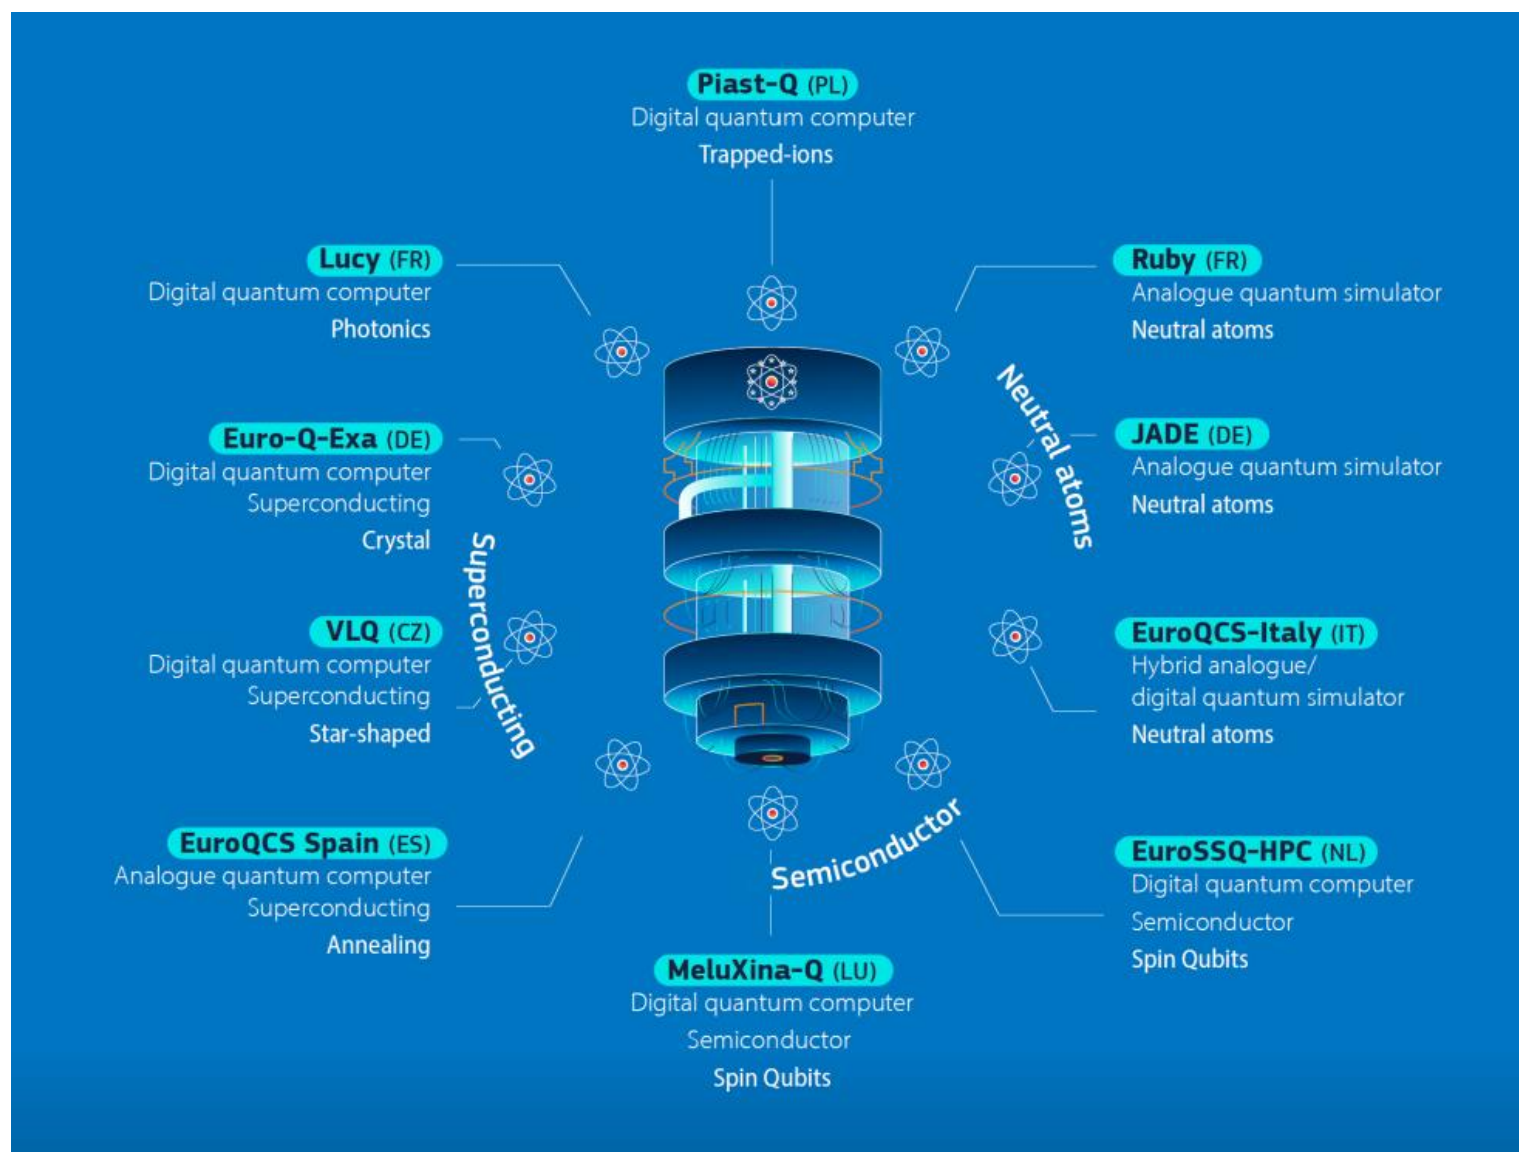 Piast-Q (PL)
Digital quantum computer
Trapped-ions
Lucy (FR)
Digital quantum computer
Photonics
Ruby (FR)
Analogue quantum simulator
Neutral atoms
Euro-Q-Exa (DE)
Digital quantum computer
Superconducting
Crystal
Neutral atoms
JADE (DE)
Analogue quantum simulator
Neutral atoms
Superconducting
VLQ (CZ)
Digital quantum computer
Superconducting
Star-shaped
EuroQCS-Italy (IT)
Hybrid analogue/
digital quantum simulator
Neutral atoms
EuroQCS Spain (ES)
Analogue quantum computer
Superconducting
Annealing
Semiconductor
EuroSSQ-HPC (NL)
Digital quantum computer
Semiconductor
Spin Qubits
MeluXina-Q (LU)
Digital quantum computer
Semiconductor
Spin Qubits